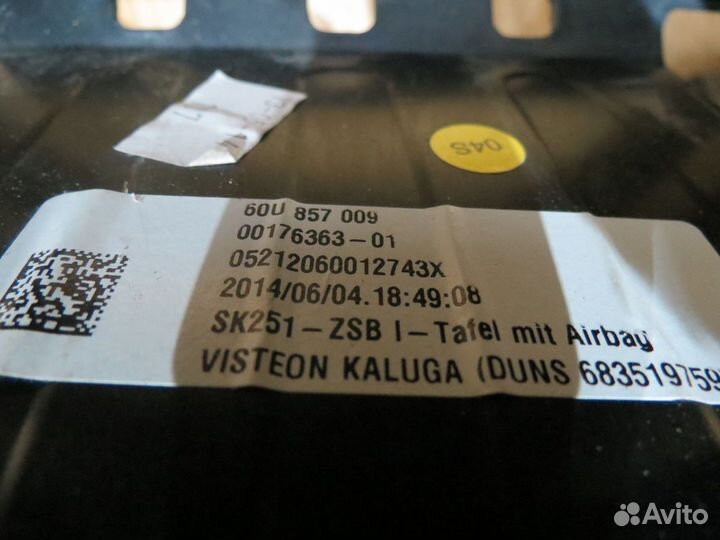 04S
60U 857 009
00176363-01
05212060012743X
2014/06/04.18:49:08
SK251-ZSB I-Tafel mit Airbag
VISTEON KALUGA (DUNS 683519759
Avito